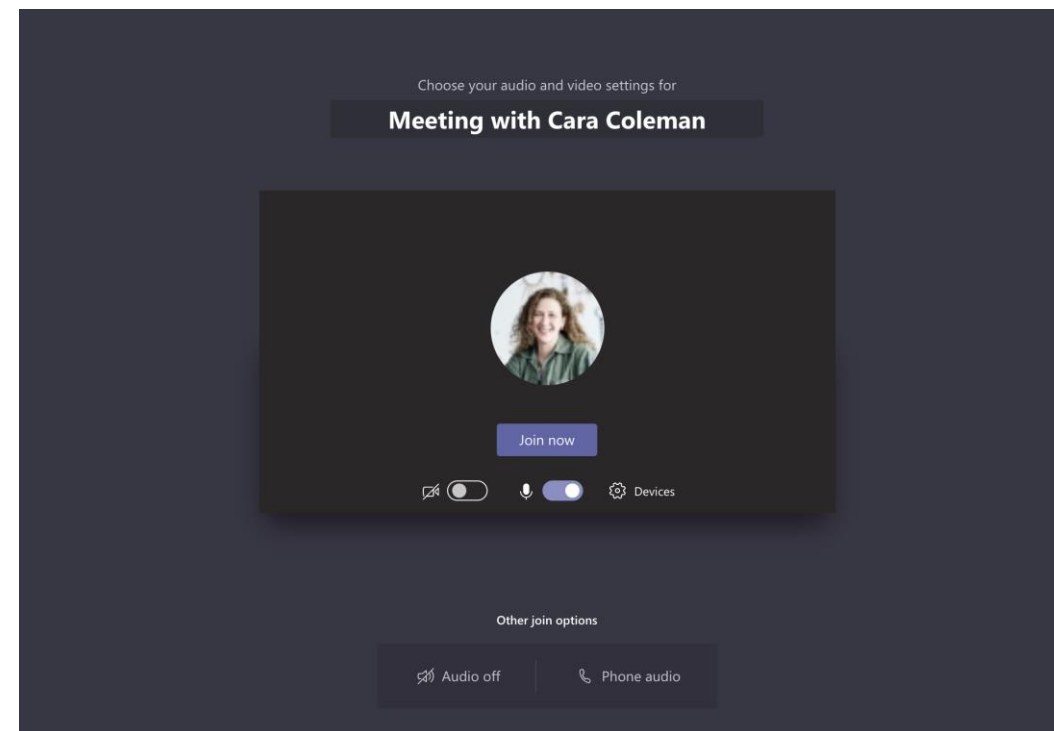 Choose your audio and video settings for
Meeting with Cara Coleman
Join now
Devices
Other join options
Audio off
Phone audio